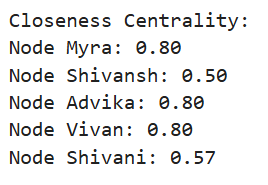 Closeness Centrality:
Node Myra: 0.80
Node Shivansh: 0.50
Node Advika: 0.80
Node Vivan: 0.80
Node Shivani: 0.57